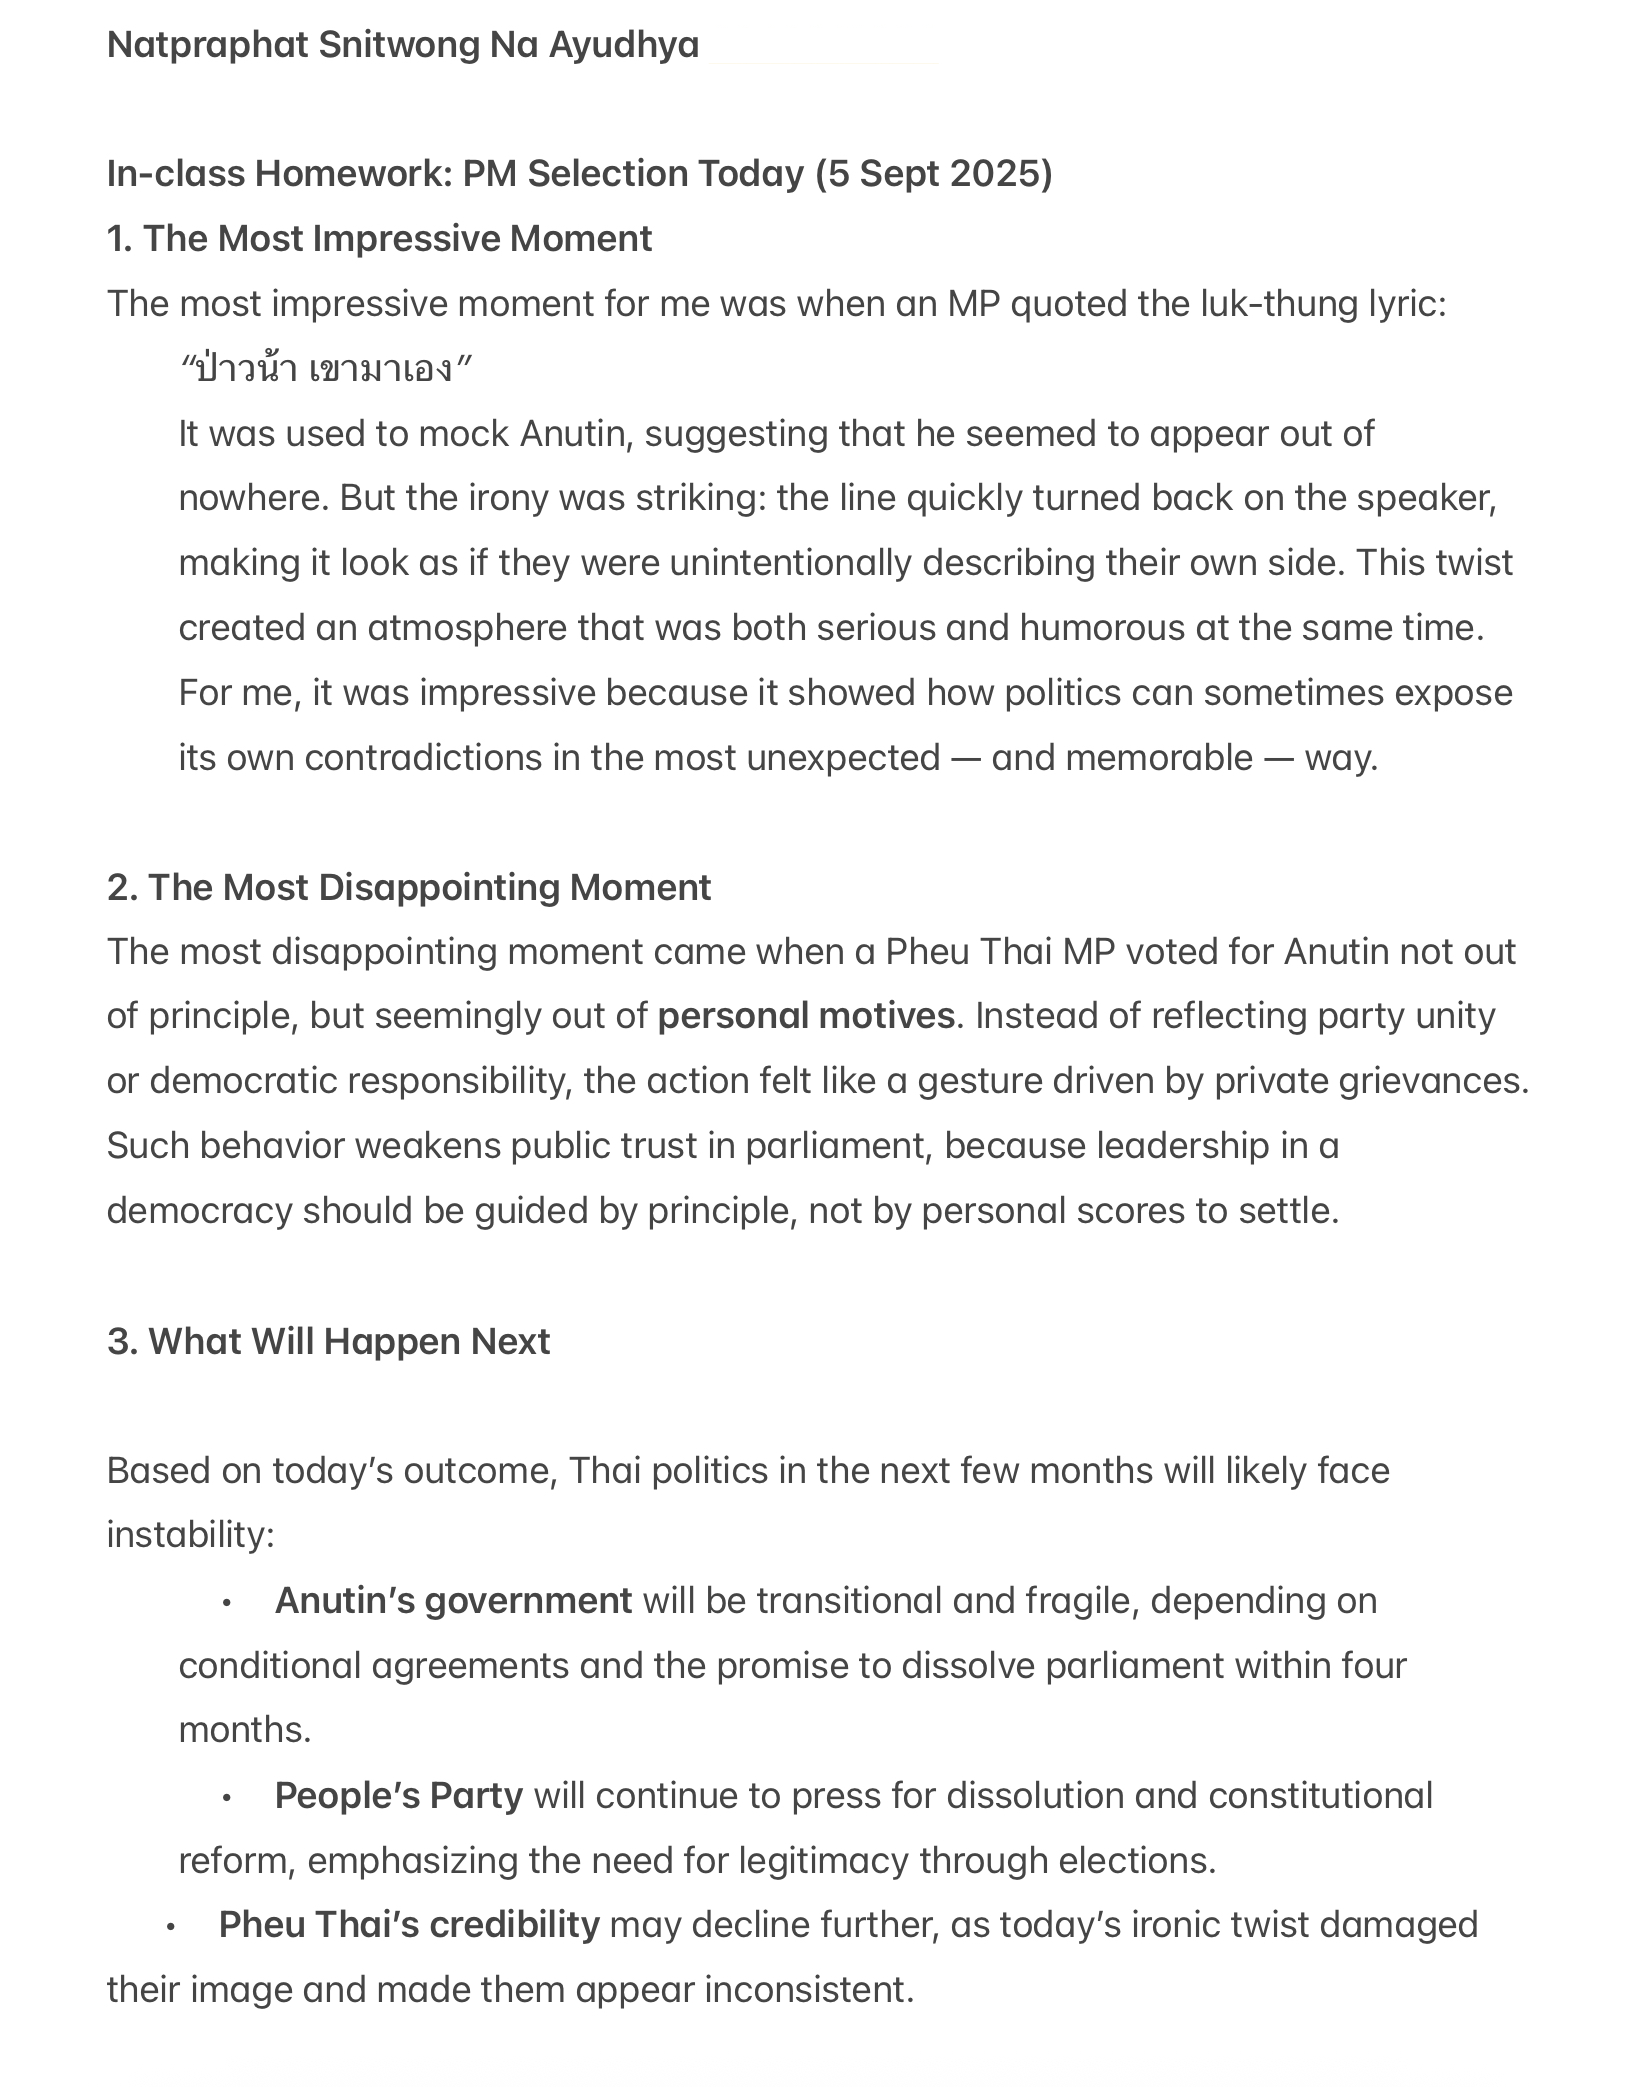 Natpraphat Snitwong Na Ayudhya
In-class Homework: PM Selection Today (5 Sept 2025)
1. The Most Impressive Moment
The most impressive moment for me was when an MP quoted the luk-thung lyric:
“ป่าวน้า เขามาเอง”
It was used to mock Anutin, suggesting that he seemed to appear out of
nowhere. But the irony was striking: the line quickly turned back on the speaker,
making it look as if they were unintentionally describing their own side. This twist
created an atmosphere that was both serious and humorous at the same time.
For me, it was impressive because it showed how politics can sometimes expose
its own contradictions in the most unexpected — and memorable — way.
2. The Most Disappointing Moment
The most disappointing moment came when a Pheu Thai MP voted for Anutin not out
of principle, but seemingly out of personal motives. Instead of reflecting party unity
or democratic responsibility, the action felt like a gesture driven by private grievances.
Such behavior weakens public trust in parliament, because leadership in a
democracy should be guided by principle, not by personal scores to settle.
3. What Will Happen Next
Based on today’s outcome, Thai politics in the next few months will likely face
instability:
• Anutin’s government will be transitional and fragile, depending on
conditional agreements and the promise to dissolve parliament within four
months.
• People’s Party will continue to press for dissolution and constitutional
reform, emphasizing the need for legitimacy through elections.
• Pheu Thai’s credibility may decline further, as today’s ironic twist damaged
their image and made them appear inconsistent.